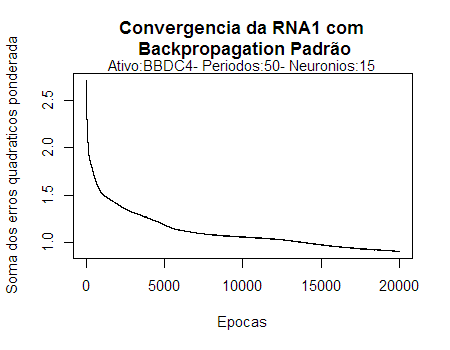 Convergencia da RNA1 com
Backpropagation Padrão
Ativo:BBDC4- Periodos:50- Neuronios:15
Soma dos erros quadraticos ponderada
2.5
2.0
1.5
1.0
0
5000
10000
15000
20000
Epocas